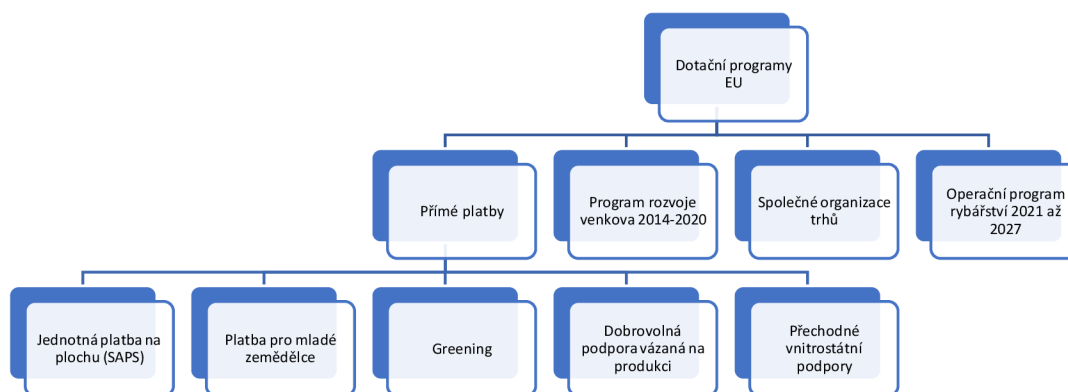 Dotační programy
EU
Přímé platby
Program rozvoje
venkova 2014-2020
Společné organizace
trhů
Operační program
rybářství 2021 až
2027
Jednotná platba na
plochu (SAPS)
Platba pro mladé
zemědělce
Greening
Dobrovolná
podpora vázaná na
produkci
Přechodné
vnitrostátní
podpory